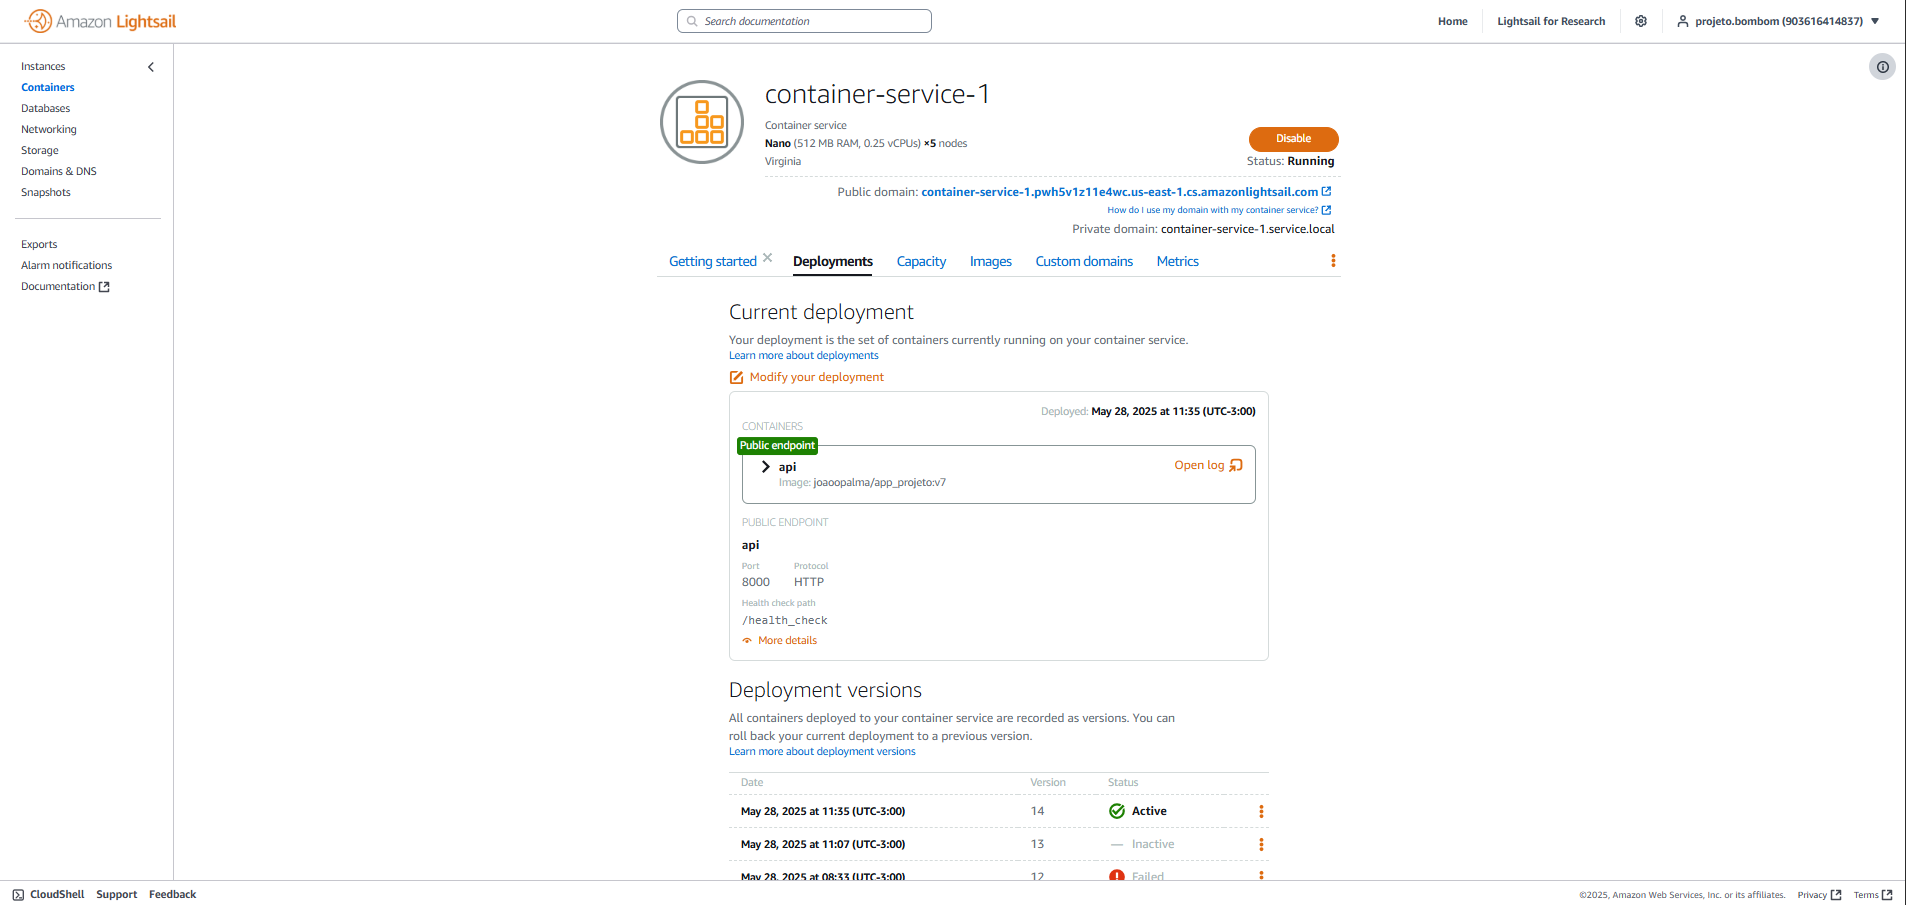 Amazon Lightsail
Search documentation
Home
Lightsail for Research
projeto.bombom (903616414837)
Instances
Containers
Databases
Networking
Storage
Domains & DNS
Snapshots
Exports
Alarm notifications
Documentation
container-service-1
Container service
Nano (512 MB RAM, 0.25 vCPUs) ×5 nodes
Virginia
Disable
Status: Running
Public domain: container-service-1.pwh5v1z11e4wc.us-east-1.cs.amazonlightsail.com
How do I use my domain with my container service?
Private domain: container-service-1.service.local
Getting started
Deployments
Capacity
Images
Custom domains
Metrics
Current deployment
Your deployment is the set of containers currently running on your container service.
Learn more about deployments
Modify your deployment
Deployed: May 28, 2025 at 11:35 (UTC-3:00)
CONTAINERS
Public endpoint
api
Open log
Image: joaoopalma/app_projeto:v7
PUBLIC ENDPOINT
api
Port Protocol
8000 HTTP
Health check path
/health_check
More details
Deployment versions
All containers deployed to your container service are recorded as versions. You can
roll back your current deployment to a previous version.
Learn more about deployment versions
Date Version Status
May 28, 2025 at 11:35 (UTC-3:00) 14 Active
May 28, 2025 at 11:07 (UTC-3:00) 13 Inactive
May 28, 2025 at 08:33 (UTC-3:00) 12 Failed
CloudShell Support Feedback
©2025, Amazon Web Services, Inc. or its affiliates. Privacy Terms